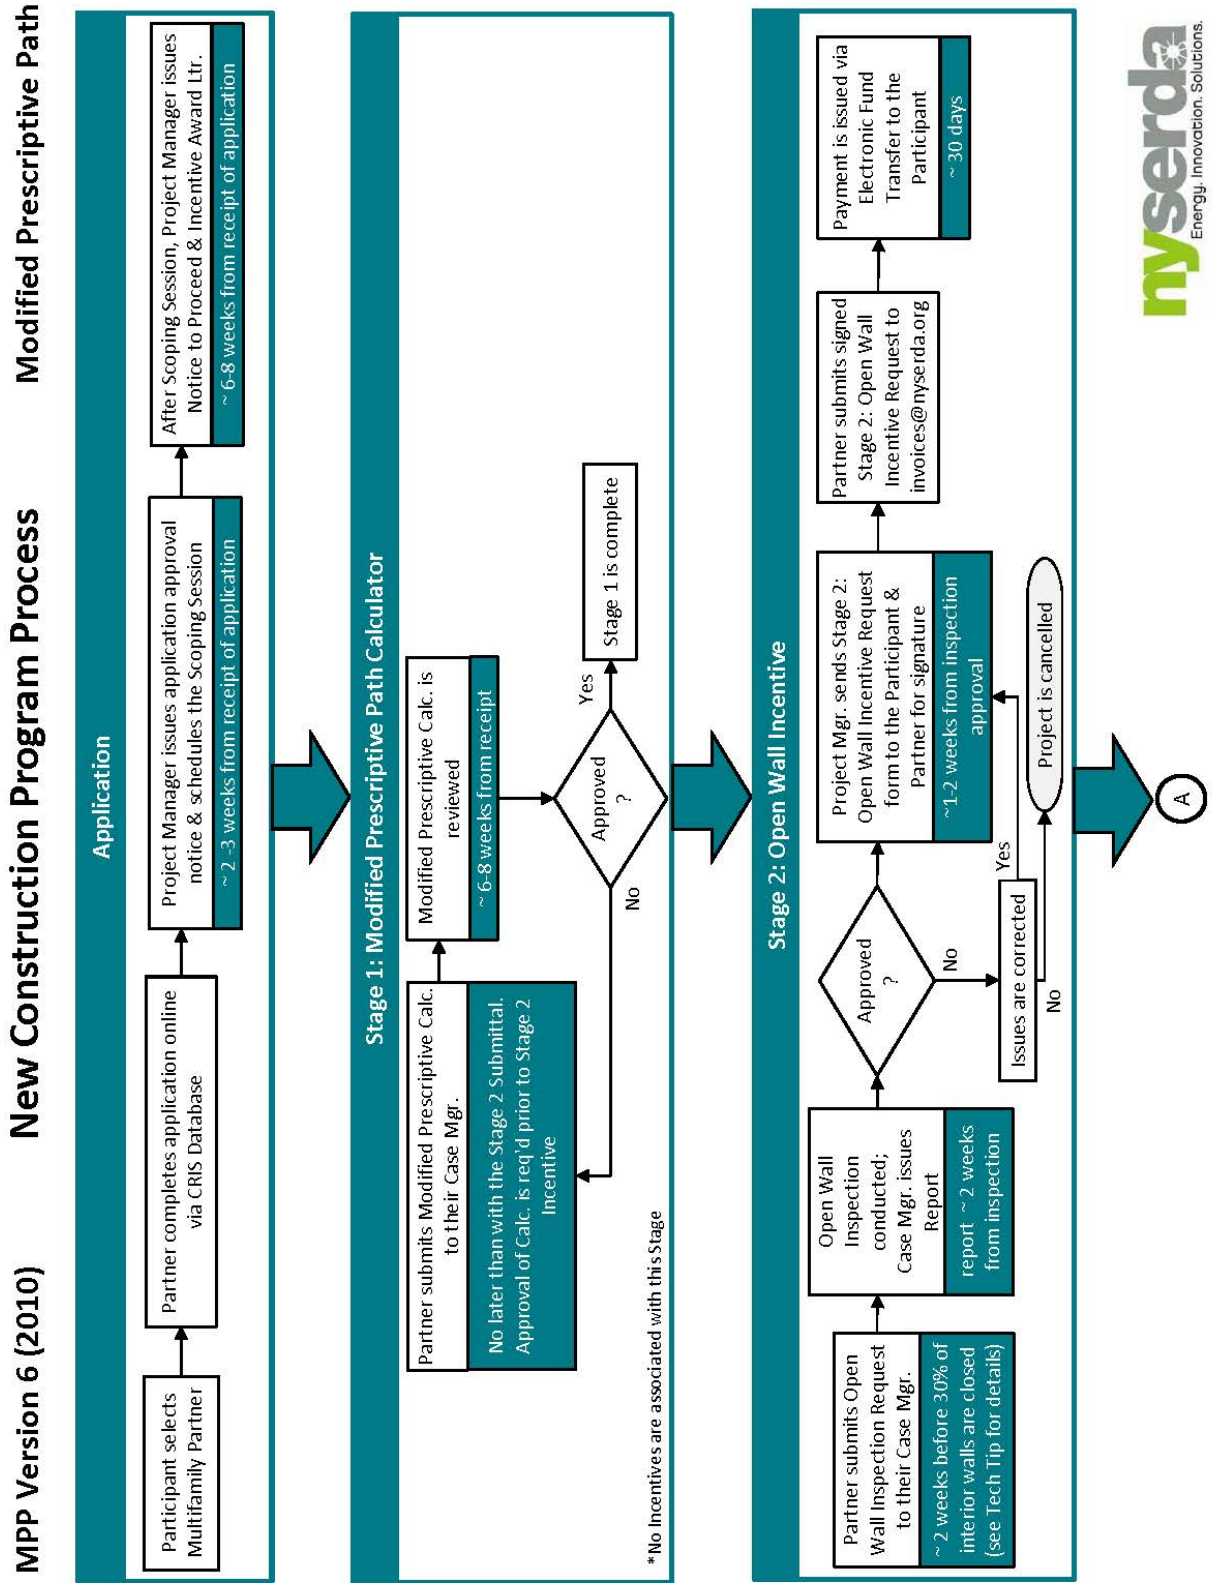 MPP Version 6 (2010)
New Construction Program Process
Modified Prescriptive Path
Application
Participant selects
Multifamily Partner
Partner completes application online
via CRIS Database
Project Manager issues application approval
notice & schedules the Scoping Session
~ 2 -3 weeks from receipt of application
After Scoping Session, Project Manager issues
Notice to Proceed & Incentive Award Ltr.
~ 6-8 weeks from receipt of application
Stage 1: Modified Prescriptive Path Calculator
Partner submits Modified Prescriptive Calc.
to their Case Mgr.
No later than with the Stage 2 Submittal.
Approval of Calc. is req'd prior to Stage 2
Incentive
Modified Prescriptive Calc. is
reviewed
~ 6-8 weeks from receipt
Approved
?
No
Yes
Stage 1 is complete
*No Incentives are associated with this Stage
Stage 2: Open Wall Incentive
Partner submits Open
Wall Inspection Request
to their Case Mgr.
~ 2 weeks before 30% of
interior walls are closed
(see Tech Tip for details)
Open Wall
Inspection
conducted;
Case Mgr. issues
Report
report ~ 2 weeks
from inspection
Approved
?
No
Issues are corrected
Yes
No
Project is cancelled
Project Mgr. sends Stage 2:
Open Wall Incentive Request
form to the Participant &
Partner for signature
~1-2 weeks from inspection
approval
Partner submits signed
Stage 2: Open Wall
Incentive Request to
invoices@nyserda.org
Payment is issued via
Electronic Fund
Transfer to the
Participant
~ 30 days
A
nyserda
Energy. Innovation. Solutions.